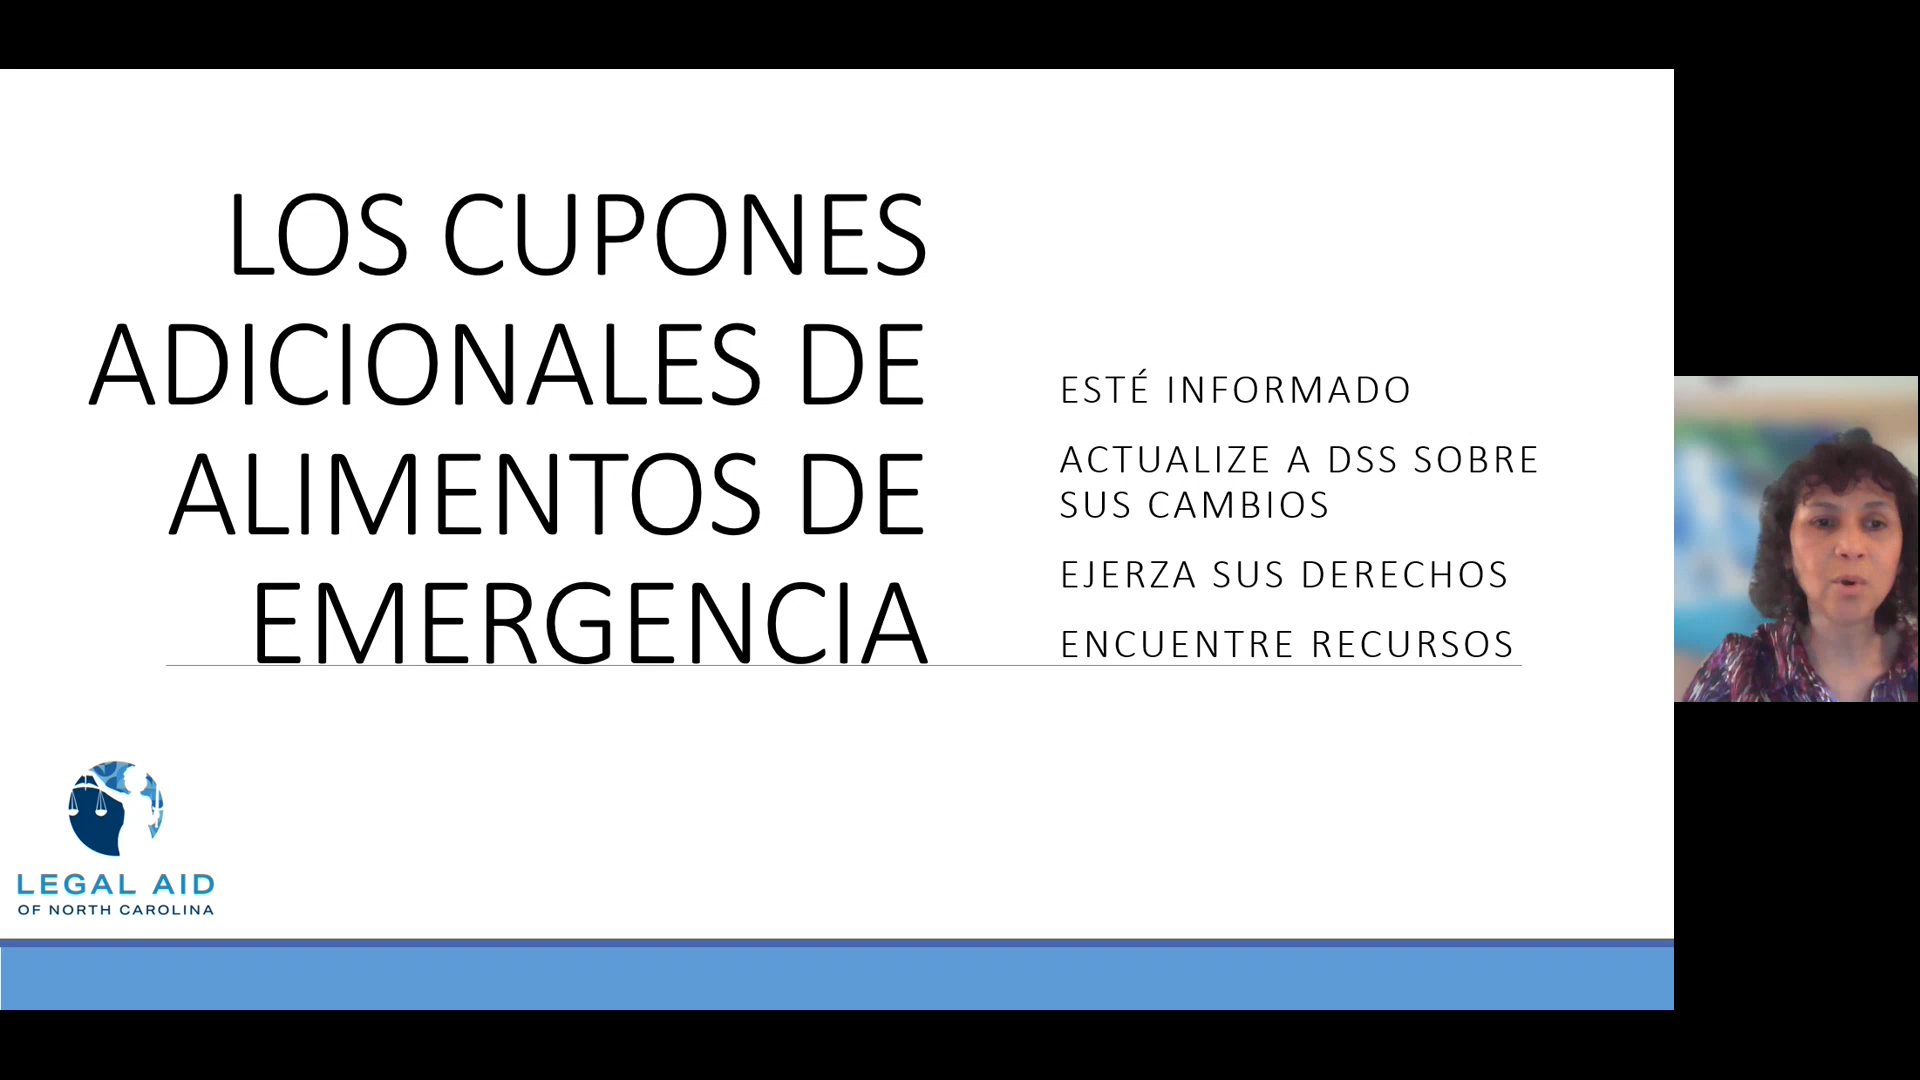 LOS CUPONES
ADICIONALES DE
ALIMENTOS DE
EMERGENCIA
ESTÉ INFORMADO
ACTUALIZE A DSS SOBRE
SUS CAMBIOS
EJERZA SUS DERECHOS
ENCUENTRE RECURSOS
LEGAL AID
OF NORTH CAROLINA